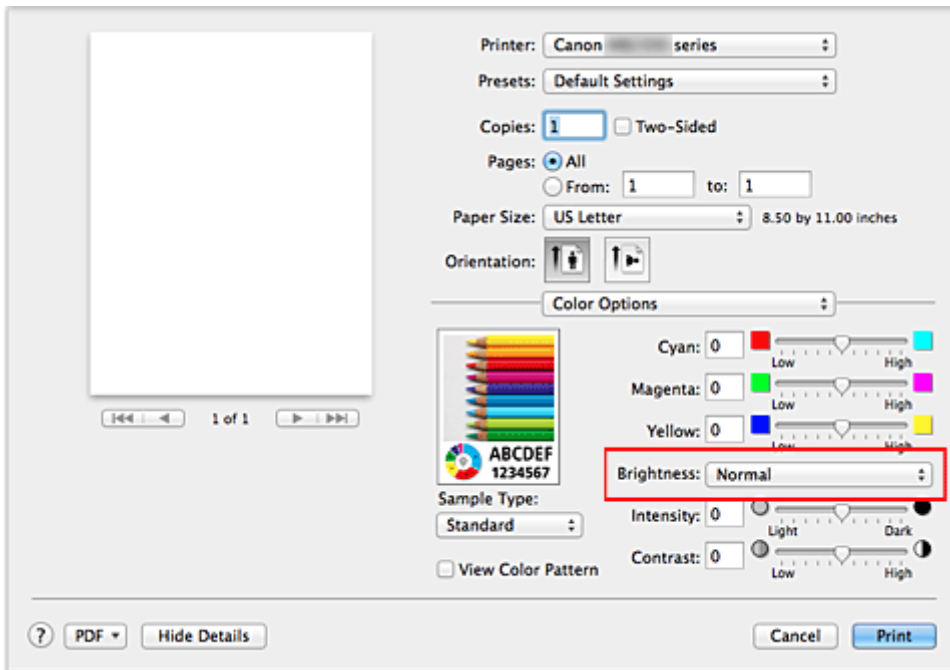 Printer: Canon series
Presets: Default Settings
Copies: 1 Two-Sided
Pages: All
From: 1 to: 1
Paper Size: US Letter 8.50 by 11.00 inches
Orientation:
Color Options
Cyan: 0
Low High
Magenta: 0
Low High
Yellow: 0
Low High
Brightness: Normal
Intensity: 0
Light Dark
Contrast: 0
Low High
ABCDEF
1234567
Sample Type:
Standard
View Color Pattern
1 of 1
? PDF Hide Details Cancel Print